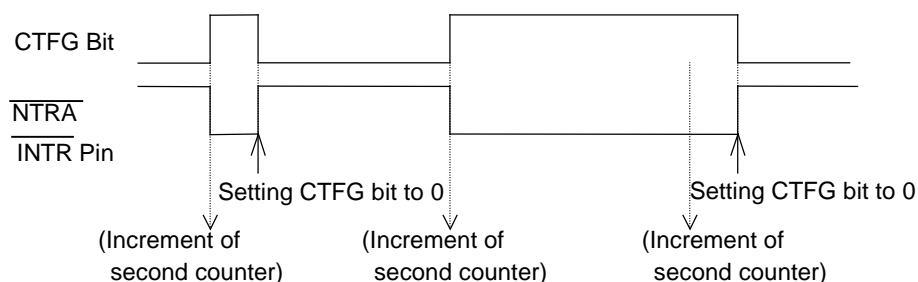 CTFG Bit
NTRA
INTR Pin
Setting CTFG bit to 0
Setting CTFG bit to 0
(Increment of
second counter)
(Increment of
second counter)
(Increment of
second counter)